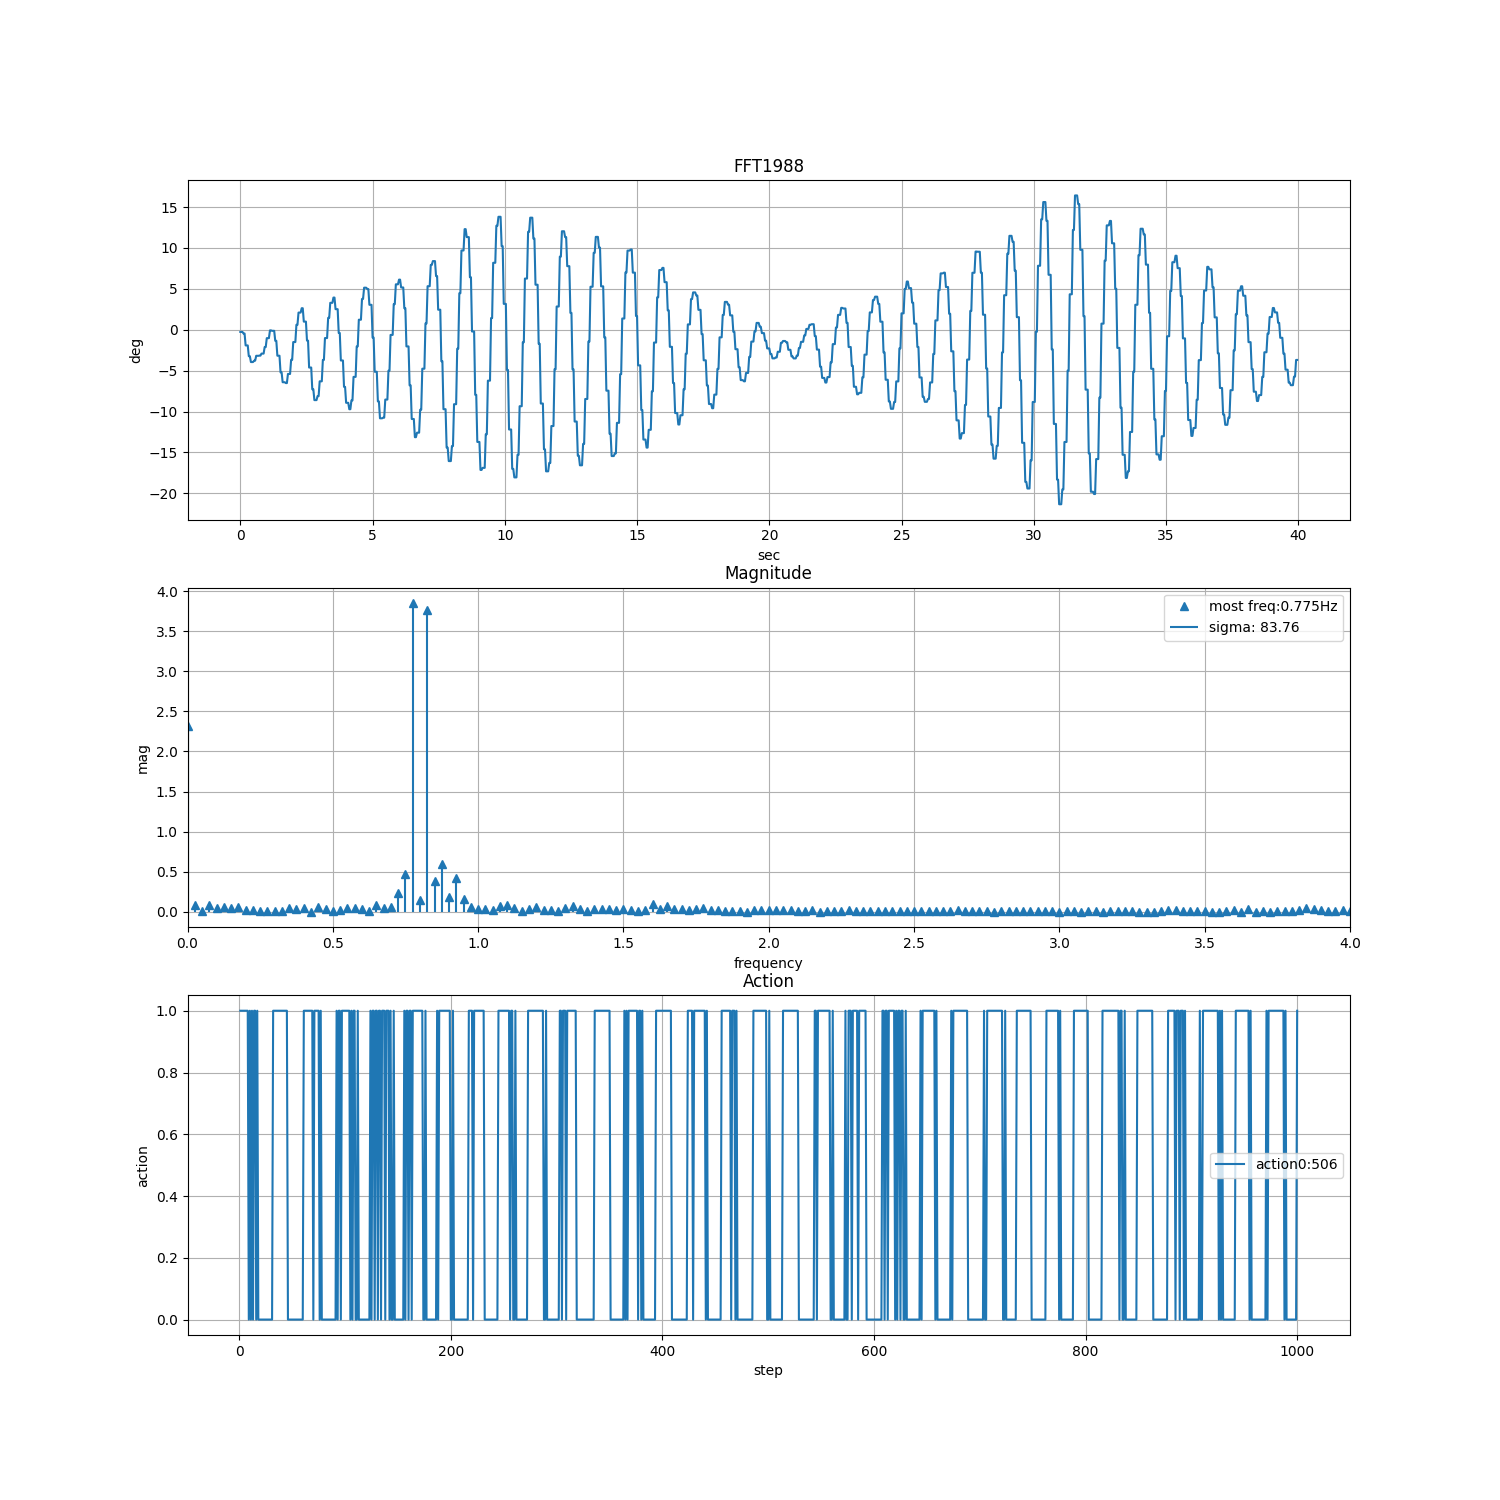 FFT1988
15
10
5
0
−5
−10
−15
−20
deg
0 5 10 15 20 25 30 35 40
sec
Magnitude
4.0
3.5
3.0
2.5
2.0
1.5
1.0
0.5
0.0
mag
most freq:0.775Hz
sigma: 83.76
0.0 0.5 1.0 1.5 2.0 2.5 3.0 3.5 4.0
frequency
Action
1.0
0.8
0.6
0.4
0.2
0.0
action
action0:506
0 200 400 600 800 1000
step